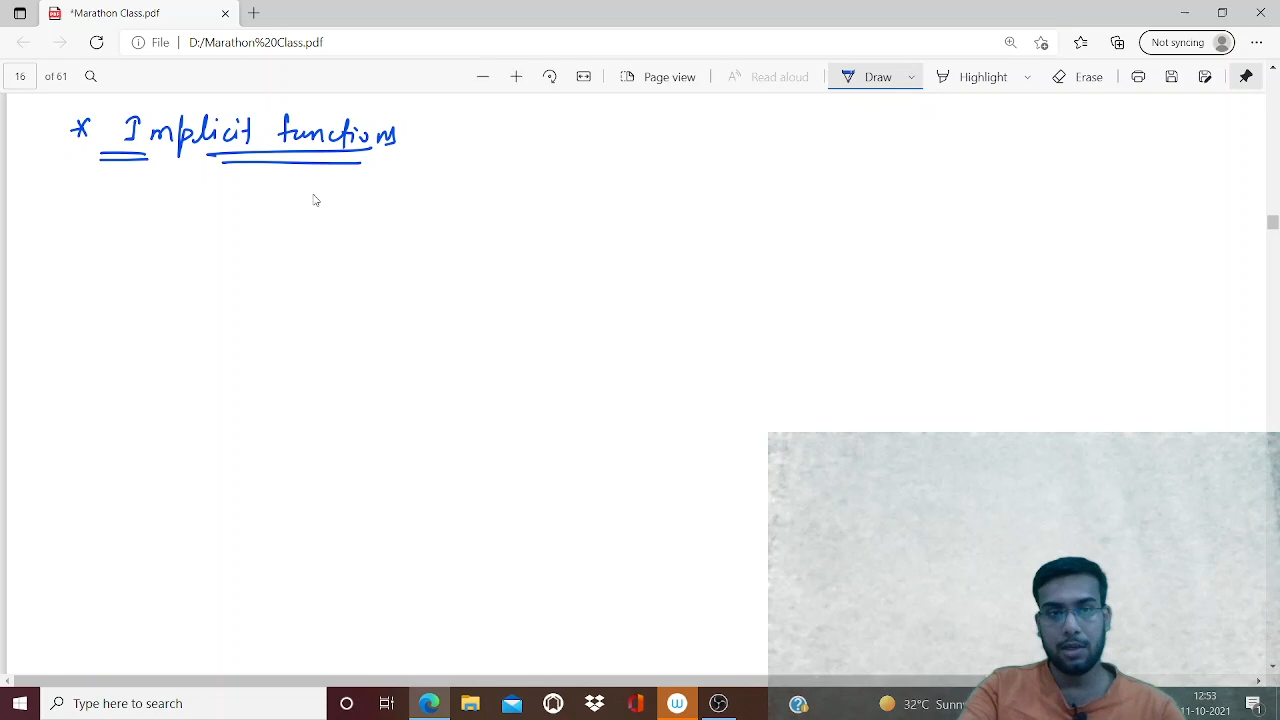 *Marathon Class.pdf
File D:/Marathon%20Class.pdf Not syncing
16 of 61 Page view Read aloud Draw Highlight Erase
* Implicit functions
Type here to search 32°C Sunny 12:53
11-10-2021